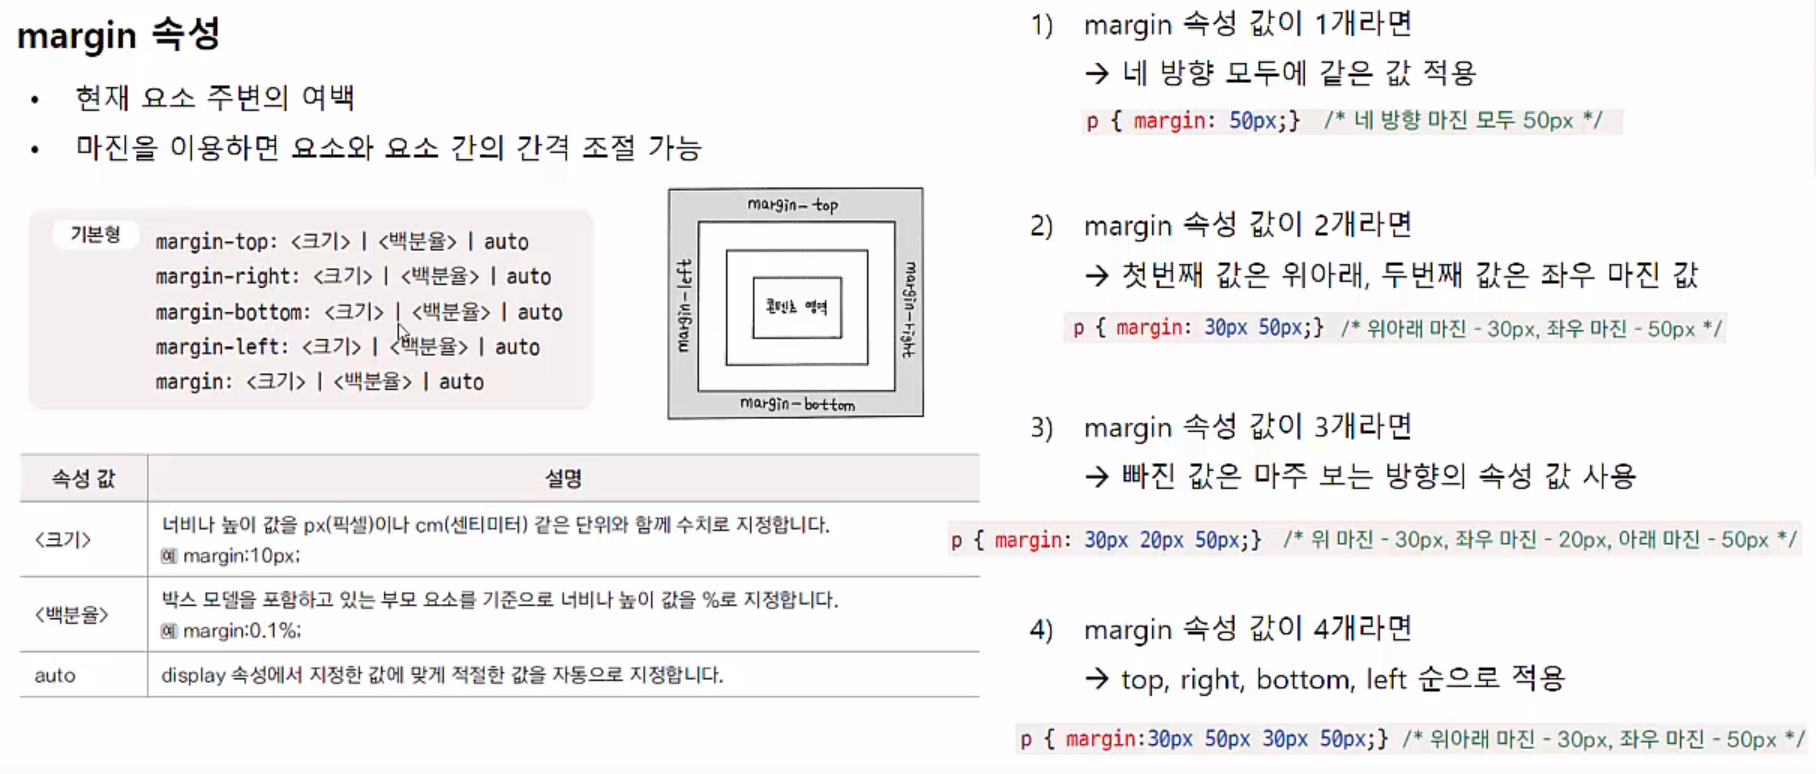 margin 속성
• 현재 요소 주변의 여백
• 마진을 이용하면 요소와 요소 간의 간격 조절 가능
기본형
margin-top: <크기> | <백분율> | auto
margin-right: <크기> | <백분율> | auto
margin-bottom: <크기> | <백분율> | auto
margin-left: <크기> | <백분율> | auto
margin: <크기> | <백분율> | auto
margin-top
margin-left
콘텐츠 영역
margin-right
margin-bottom
속성 값 설명
<크기>
너비나 높이 값을 px(픽셀)이나 cm(센티미터) 같은 단위와 함께 수치로 지정합니다.
예 margin:10px;
<백분율>
박스 모델을 포함하고 있는 부모 요소를 기준으로 너비나 높이 값을 %로 지정합니다.
예 margin:0.1%;
auto display 속성에서 지정한 값에 맞게 적절한 값을 자동으로 지정합니다.
1) margin 속성 값이 1개라면
→ 네 방향 모두에 같은 값 적용
p { margin: 50px;} /* 네 방향 마진 모두 50px */
2) margin 속성 값이 2개라면
→ 첫번째 값은 위아래, 두번째 값은 좌우 마진 값
p { margin: 30px 50px;} /* 위아래 마진 - 30px, 좌우 마진 - 50px */
3) margin 속성 값이 3개라면
→ 빠진 값은 마주 보는 방향의 속성 값 사용
p { margin: 30px 20px 50px;} /* 위 마진 - 30px, 좌우 마진 - 20px, 아래 마진 - 50px */
4) margin 속성 값이 4개라면
→ top, right, bottom, left 순으로 적용
p { margin:30px 50px 30px 50px;} /* 위아래 마진 - 30px, 좌우 마진 - 50px */